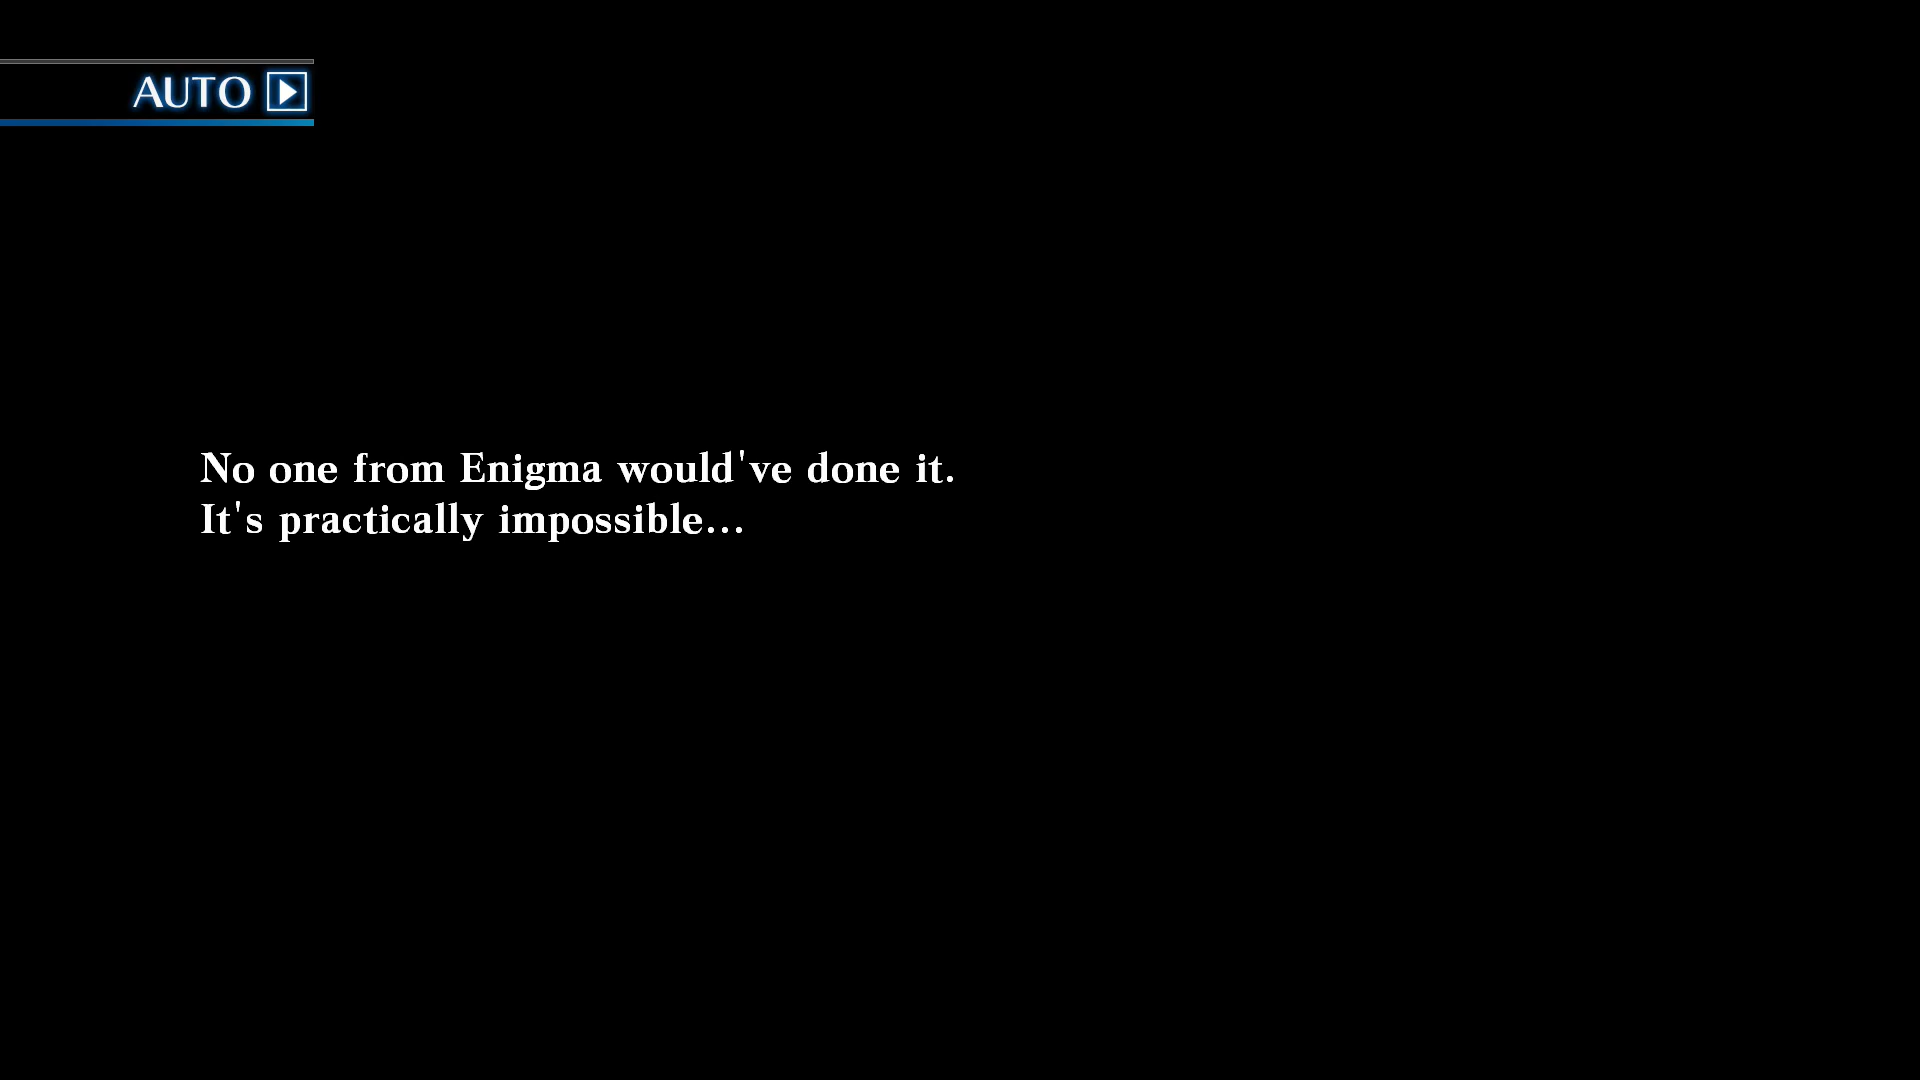 AUTO
No one from Enigma would've done it.
It's practically impossible...